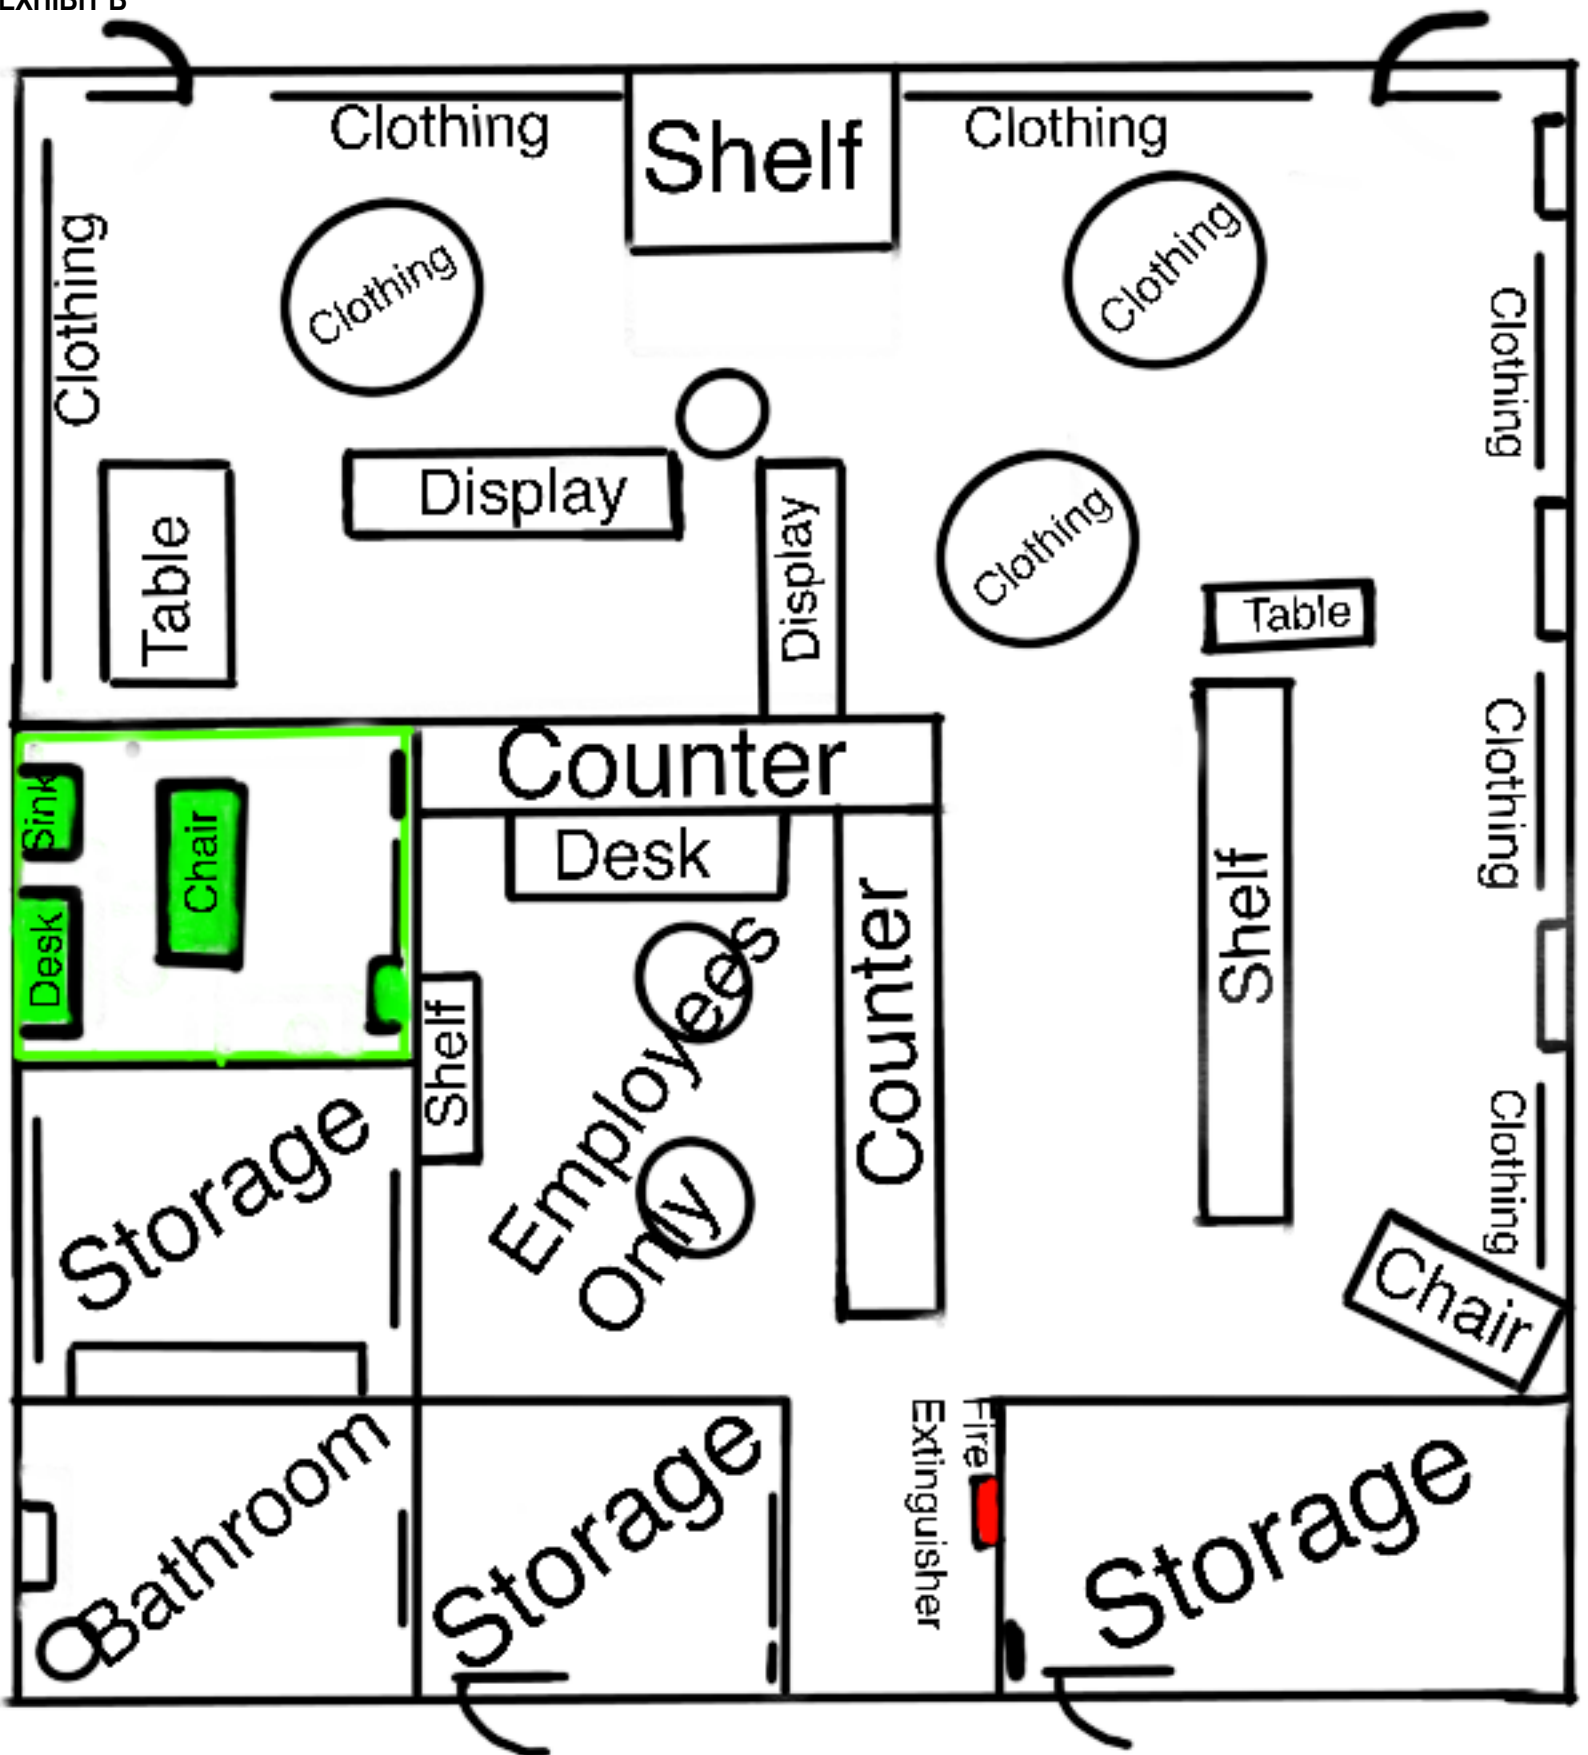 EXHIBIT B
Clothing
Shelf
Clothing
Clothing
Clothing
Clothing
Clothing
Table
Display
Display
Clothing
Table
Counter
Clothing
Sink
Chair
Desk
Desk
Shelf
Counter
Shelf
Employees
Only
Clothing
Storage
Chair
Bathroom
Storage
Fire
Extinguisher
Storage